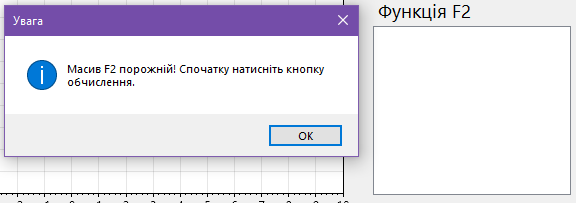 Функція F2
Увага
Масив F2 порожній! Спочатку натисніть кнопку
обчислення.
OK